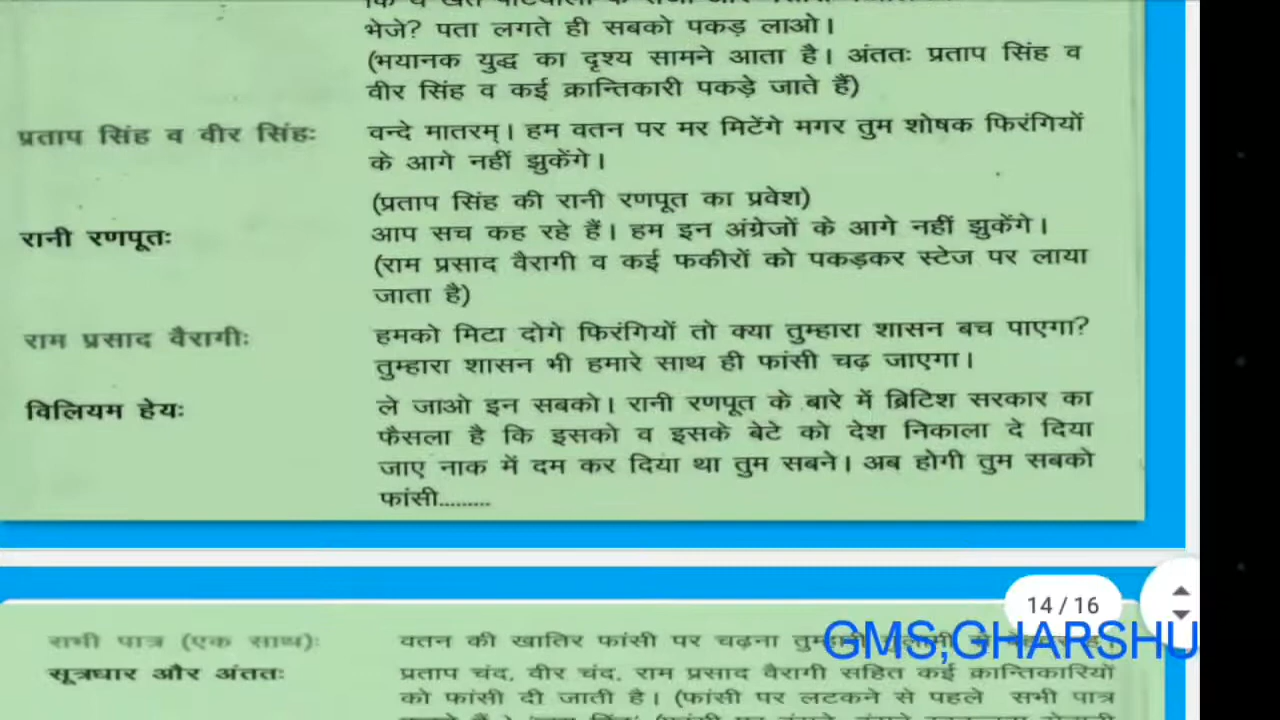 भेजे? पता लगते ही सबको पकड़ लाओ।
(भयानक युद्ध का दृश्य सामने आता है। अंततः प्रताप सिंह व
वीर सिंह व कई क्रान्तिकारी पकड़े जाते हैं)
प्रताप सिंह व वीर सिंहः वन्दे मातरम्। हम वतन पर मर मिटेंगे मगर तुम शोषक फिरंगियों
के आगे नहीं झुकेंगे।
(प्रताप सिंह की रानी रणपूत का प्रवेश)
रानी रणपूतः आप सच कह रहे हैं। हम इन अंग्रेजों के आगे नहीं झुकेंगे।
(राम प्रसाद वैरागी व कई फकीरों को पकड़कर स्टेज पर लाया
जाता है)
राम प्रसाद वैरागीः हमको मिटा दोगे फिरंगियों तो क्या तुम्हारा शासन बच पाएगा?
तुम्हारा शासन भी हमारे साथ ही फांसी चढ़ जाएगा।
विलियम हेयः ले जाओ इन सबको। रानी रणपूत के बारे में ब्रिटिश सरकार का
फैसला है कि इसको व इसके बेटे को देश निकाला दे दिया
जाए नाक में दम कर दिया था तुम सबने। अब होगी तुम सबको
फांसी.........
14 / 16
सभी पात्र (एक साथ)ः वतन की खातिर फांसी पर चढ़ना
GMS,GHARSHU
सूत्रधार और अंततः प्रताप चंद, वीर चंद, राम प्रसाद वैरागी सहित कई क्रान्तिकारियों
को फांसी दी जाती है। (फांसी पर लटकने से पहले सभी पात्र